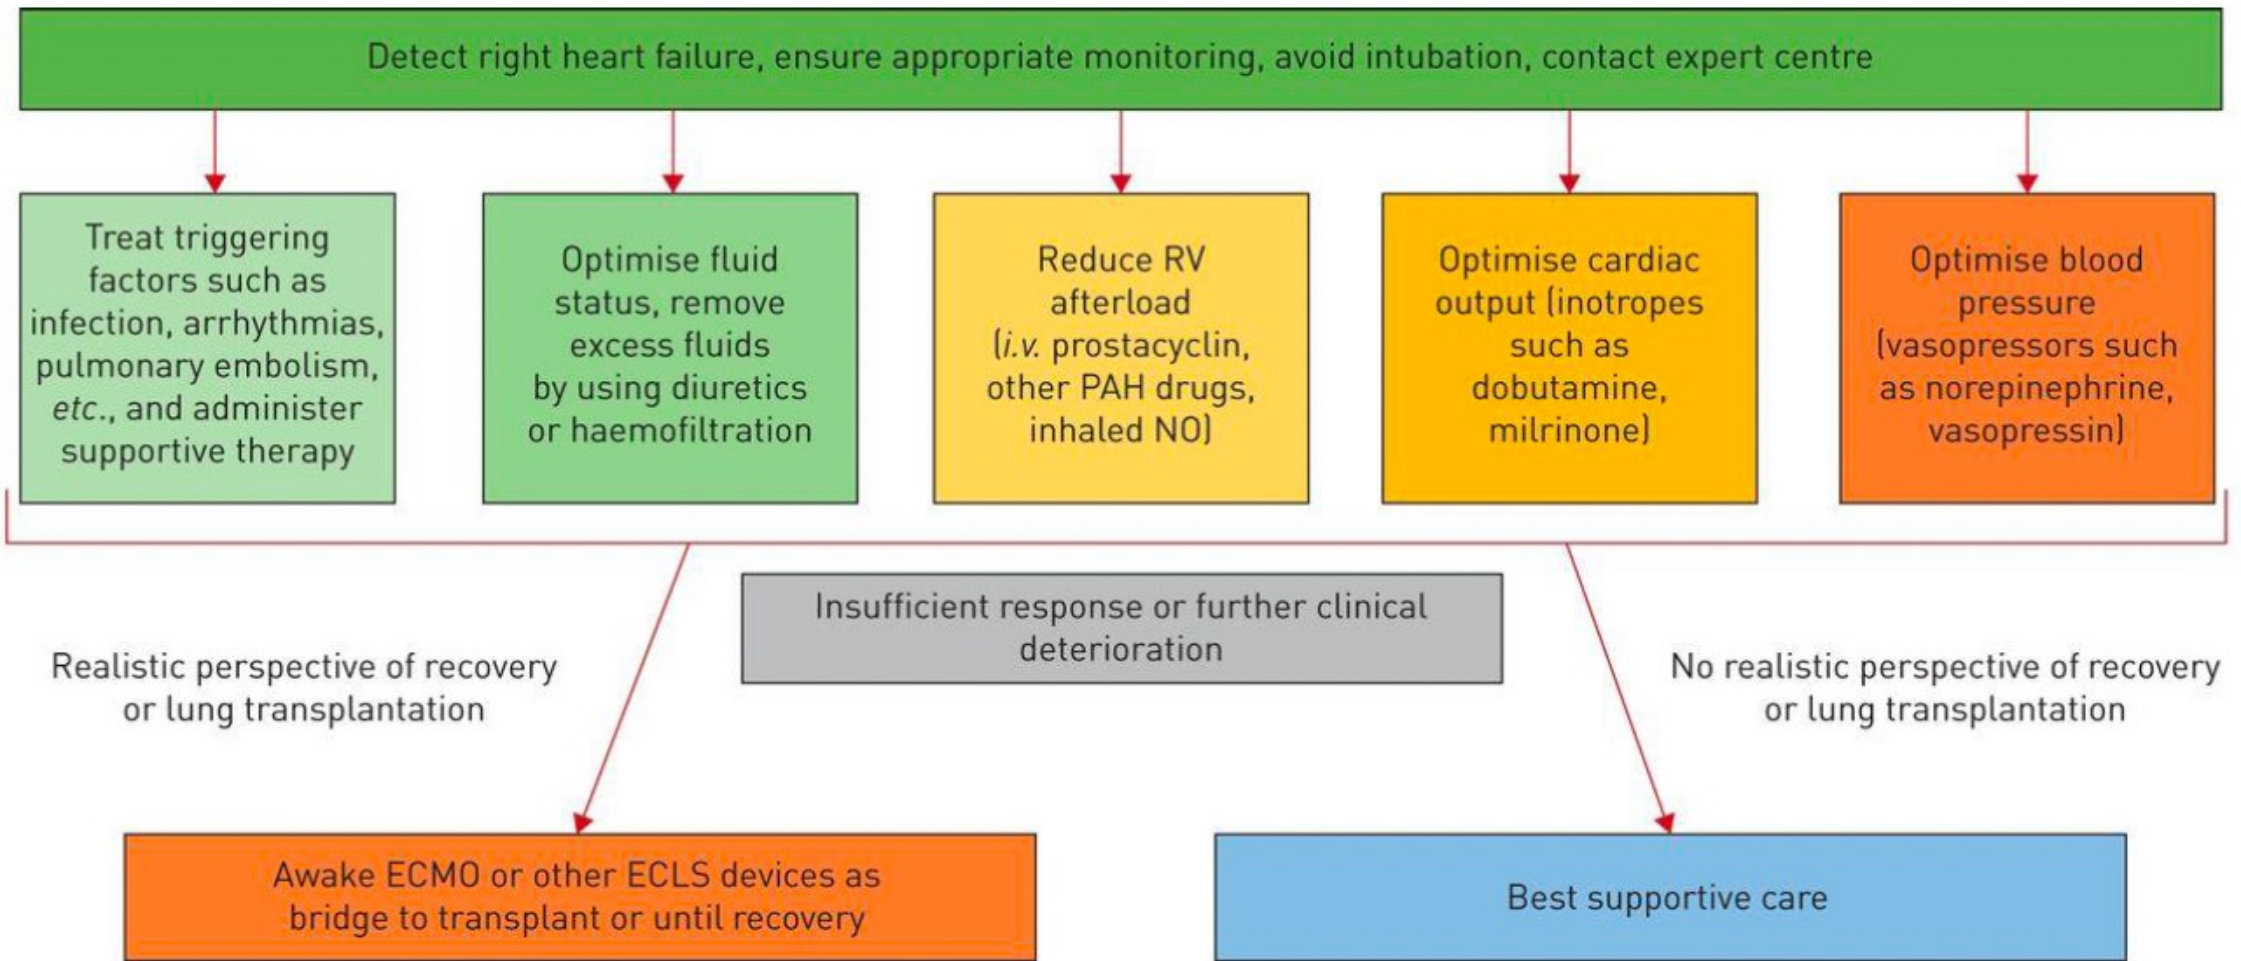 Detect right heart failure, ensure appropriate monitoring, avoid intubation, contact expert centre
Treat triggering
factors such as
infection, arrhythmias,
pulmonary embolism,
etc., and administer
supportive therapy
Optimise fluid
status, remove
excess fluids
by using diuretics
or haemofiltration
Reduce RV
afterload
(i.v. prostacyclin,
other PAH drugs,
inhaled NO)
Optimise cardiac
output (inotropes
such as
dobutamine,
milrinone)
Optimise blood
pressure
(vasopressors such
as norepinephrine,
vasopressin)
Insufficient response or further clinical
deterioration
Realistic perspective of recovery
or lung transplantation
No realistic perspective of recovery
or lung transplantation
Awake ECMO or other ECLS devices as
bridge to transplant or until recovery
Best supportive care